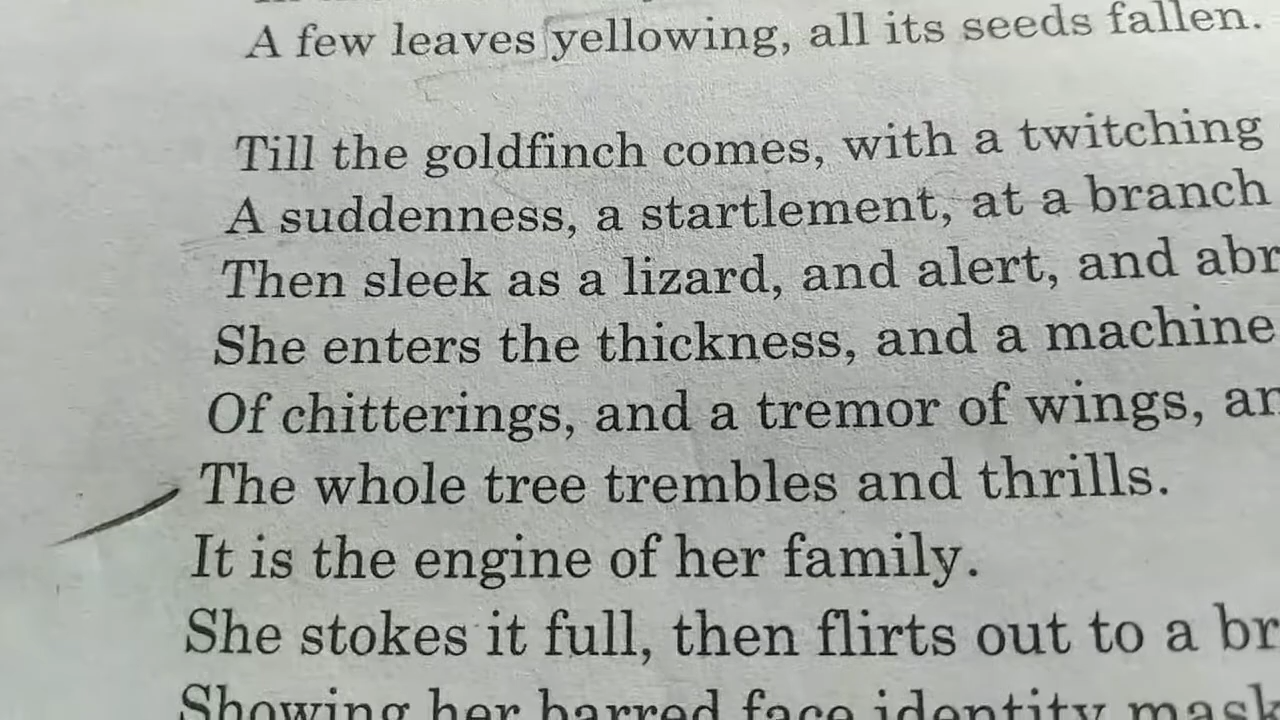 A few leaves yellowing, all its seeds fallen.
Till the goldfinch comes, with a twitching
A suddenness, a startlement, at a branch
Then sleek as a lizard, and alert, and
She enters the thickness, and a machine
Of chitterings, and a tremor of wings,
The whole tree trembles and thrills.
It is the engine of her family.
She stokes it full, then flirts out to a
Showing her barred face identity mask